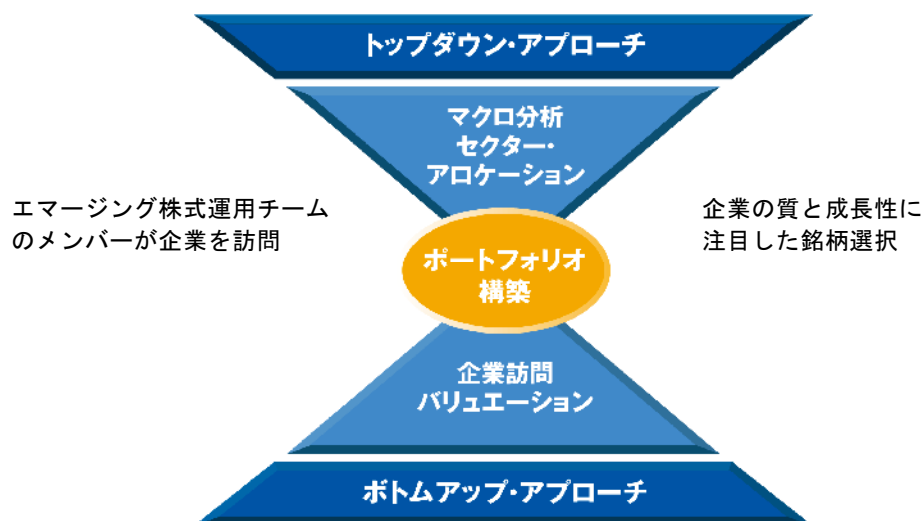 トップダウン・アプローチ
マクロ分析
セクター・
アロケーション
エマージング株式運用チーム
のメンバーが企業を訪問
企業の質と成長性に
注目した銘柄選択
ポートフォリオ
構築
企業訪問
バリュエーション
ボトムアップ・アプローチ